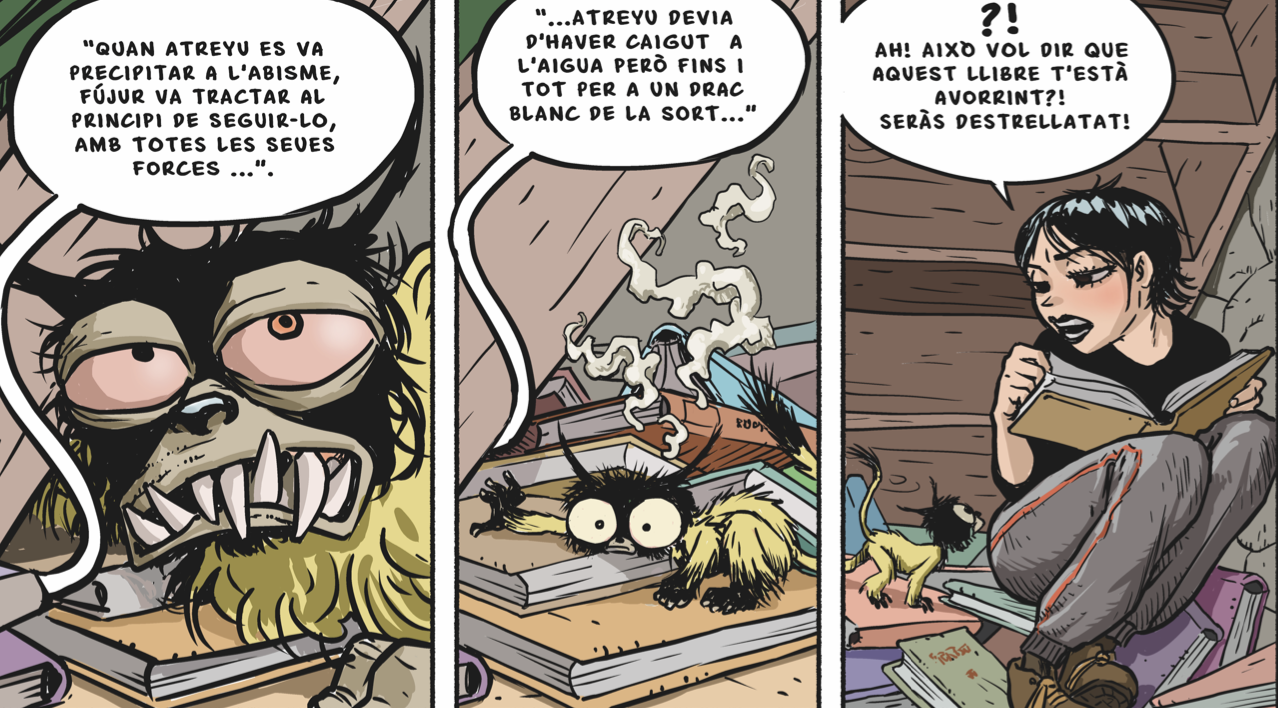 "QUAN ATREYU ES VA
PRECIPITAR A L'ABISME,
FÚJUR VA TRACTAR AL
PRINCIPI DE SEGUIR-LO,
AMB TOTES LES SEUES
FORCES ...".
"...ATREYU DEVIA
D'HAVER CAIGUT A
L'AIGUA PERÒ FINS I
TOT PER A UN DRAC
BLANC DE LA SORT..."
?!
AH! AIXÒ VOL DIR QUE
AQUEST LLIBRE T'ESTÀ
AVORRINT?!
SERÀS DESTRELLATAT!